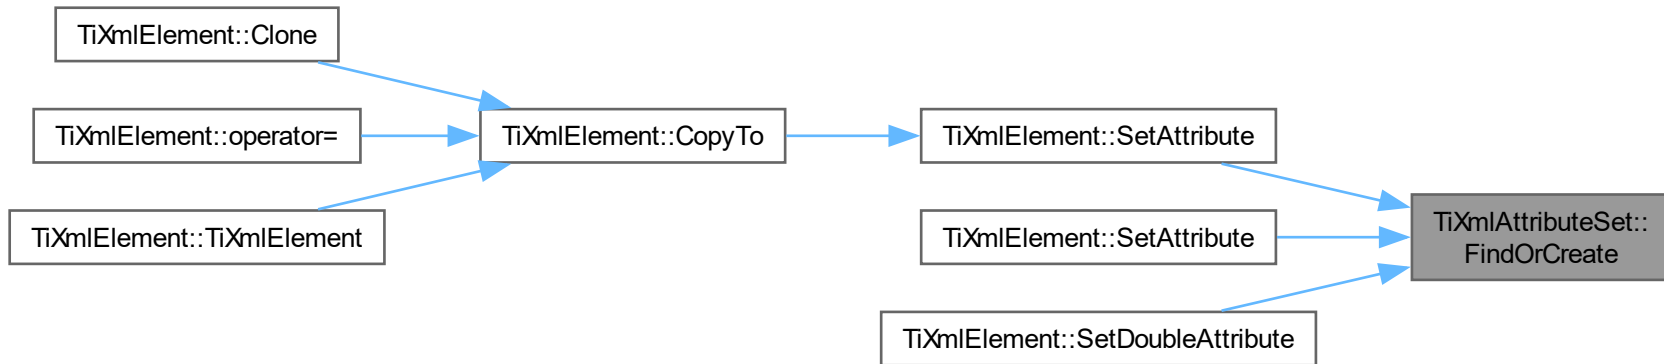 TiXmlElement::Clone
TiXmlElement::operator=
TiXmlElement::TiXmlElement
TiXmlElement::CopyTo
TiXmlElement::SetAttribute
TiXmlElement::SetAttribute
TiXmlElement::SetDoubleAttribute
TiXmlAttributeSet::
FindOrCreate